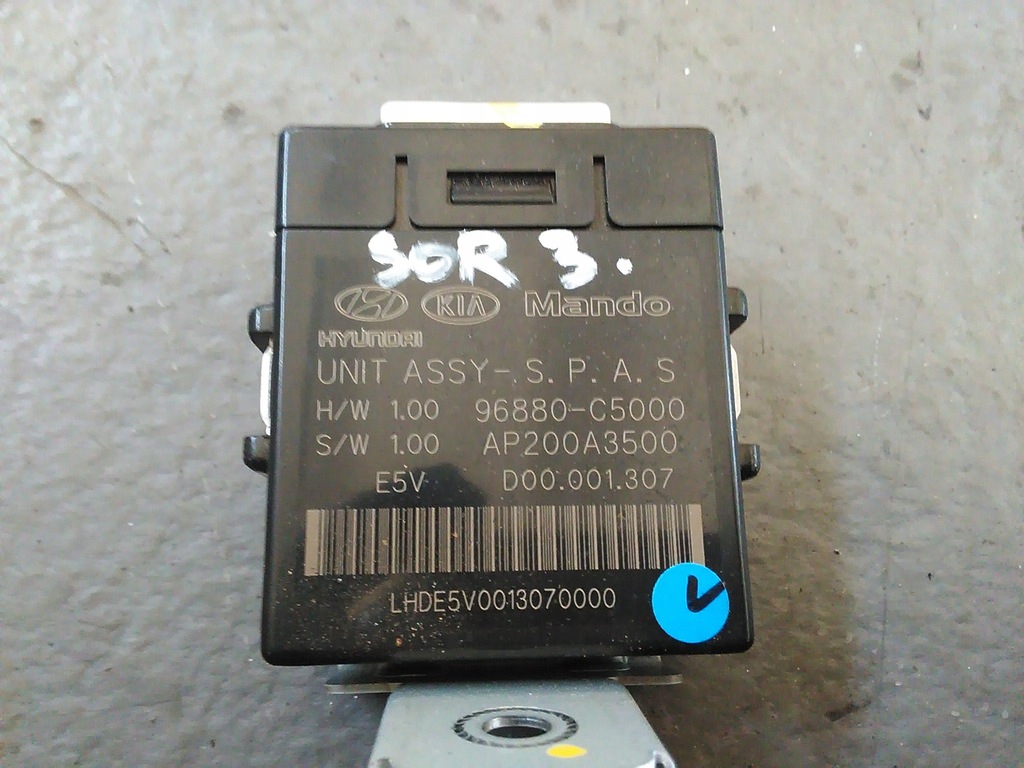 SOR 3.
KIA Mando
HYUNDAI
UNIT ASSY-. S. P. A. S
H/W 1.00 96880-C5000
S/W 1.00 AP200A3500
E5V D00.001.307
LHDE5V0013070000